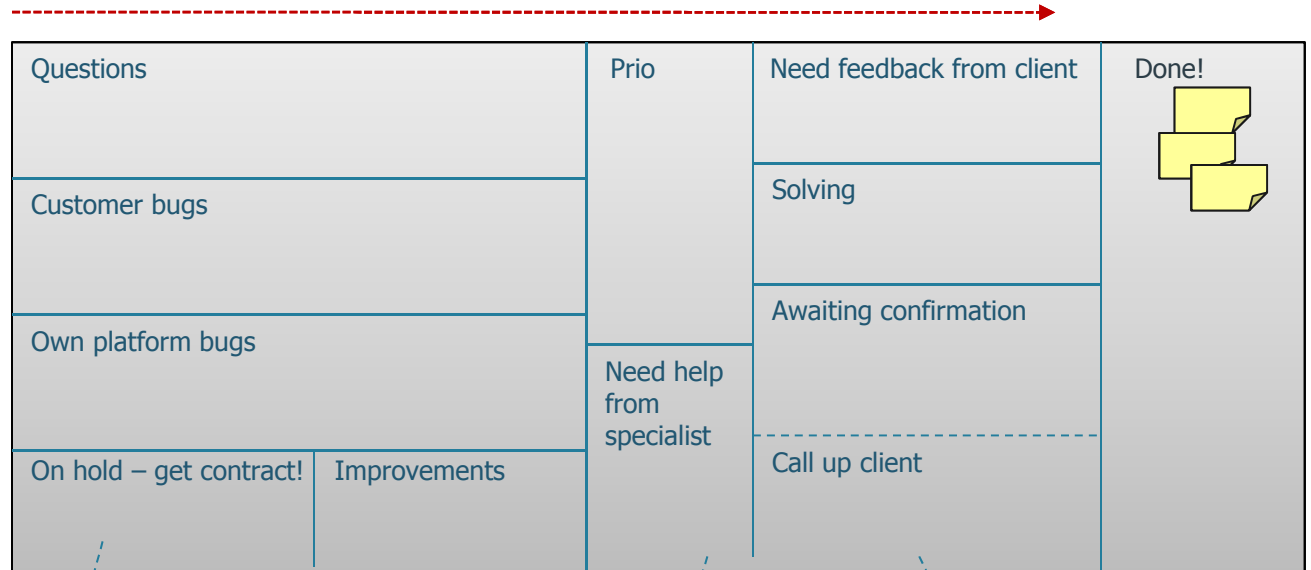 Questions
Prio
Need feedback from client
Done!
Customer bugs
Solving
Own platform bugs
Awaiting confirmation
Need help
from
specialist
On hold – get contract!
Improvements
Call up client